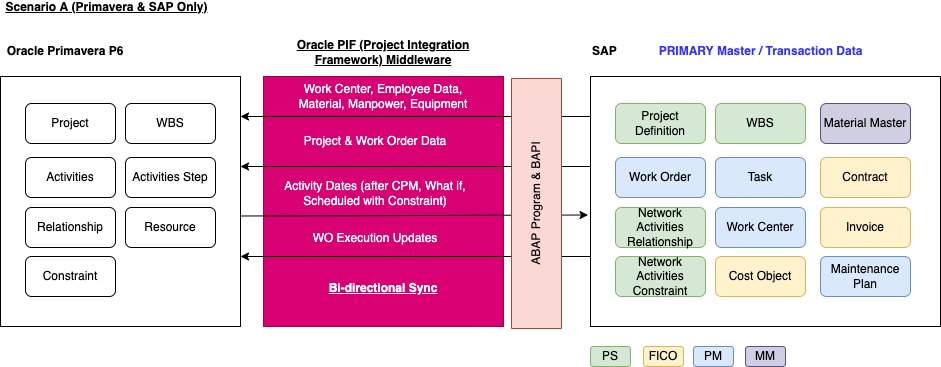 Scenario A (Primavera & SAP Only)
Oracle Primavera P6
Oracle PIF (Project Integration
Framework) Middleware
SAP
PRIMARY Master / Transaction Data
Project
WBS
Activities
Activities Step
Relationship
Resource
Constraint
Work Center, Employee Data,
Material, Manpower, Equipment
Project & Work Order Data
Activity Dates (after CPM, What if,
Scheduled with Constraint)
WO Execution Updates
Bi-directional Sync
ABAP Program & BAPI
Project
Definition
WBS
Material Master
Work Order
Task
Contract
Network
Activities
Relationship
Work Center
Invoice
Network
Activities
Constraint
Cost Object
Maintenance
Plan
PS
FICO
PM
MM